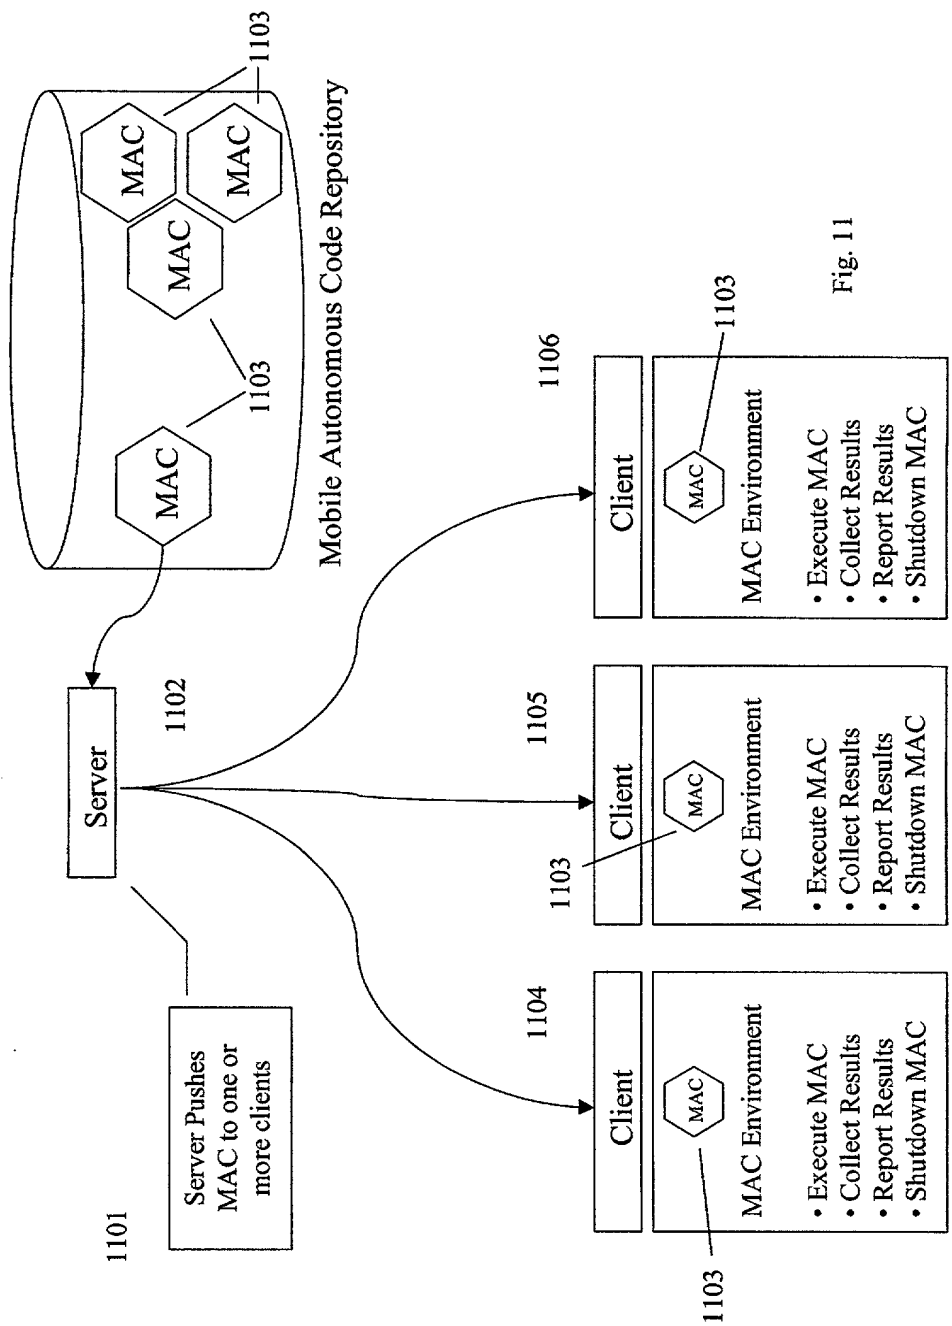 1101
Server Pushes
MAC to one or
more clients
Server
1102
MAC
MAC
MAC
MAC
1103
1103
Mobile Autonomous Code Repository
1104
Client
MAC
1103
MAC Environment
• Execute MAC
• Collect Results
• Report Results
• Shutdown MAC
1105
Client
1103
MAC
MAC Environment
• Execute MAC
• Collect Results
• Report Results
• Shutdown MAC
1106
Client
MAC
1103
MAC Environment
• Execute MAC
• Collect Results
• Report Results
• Shutdown MAC
Fig. 11